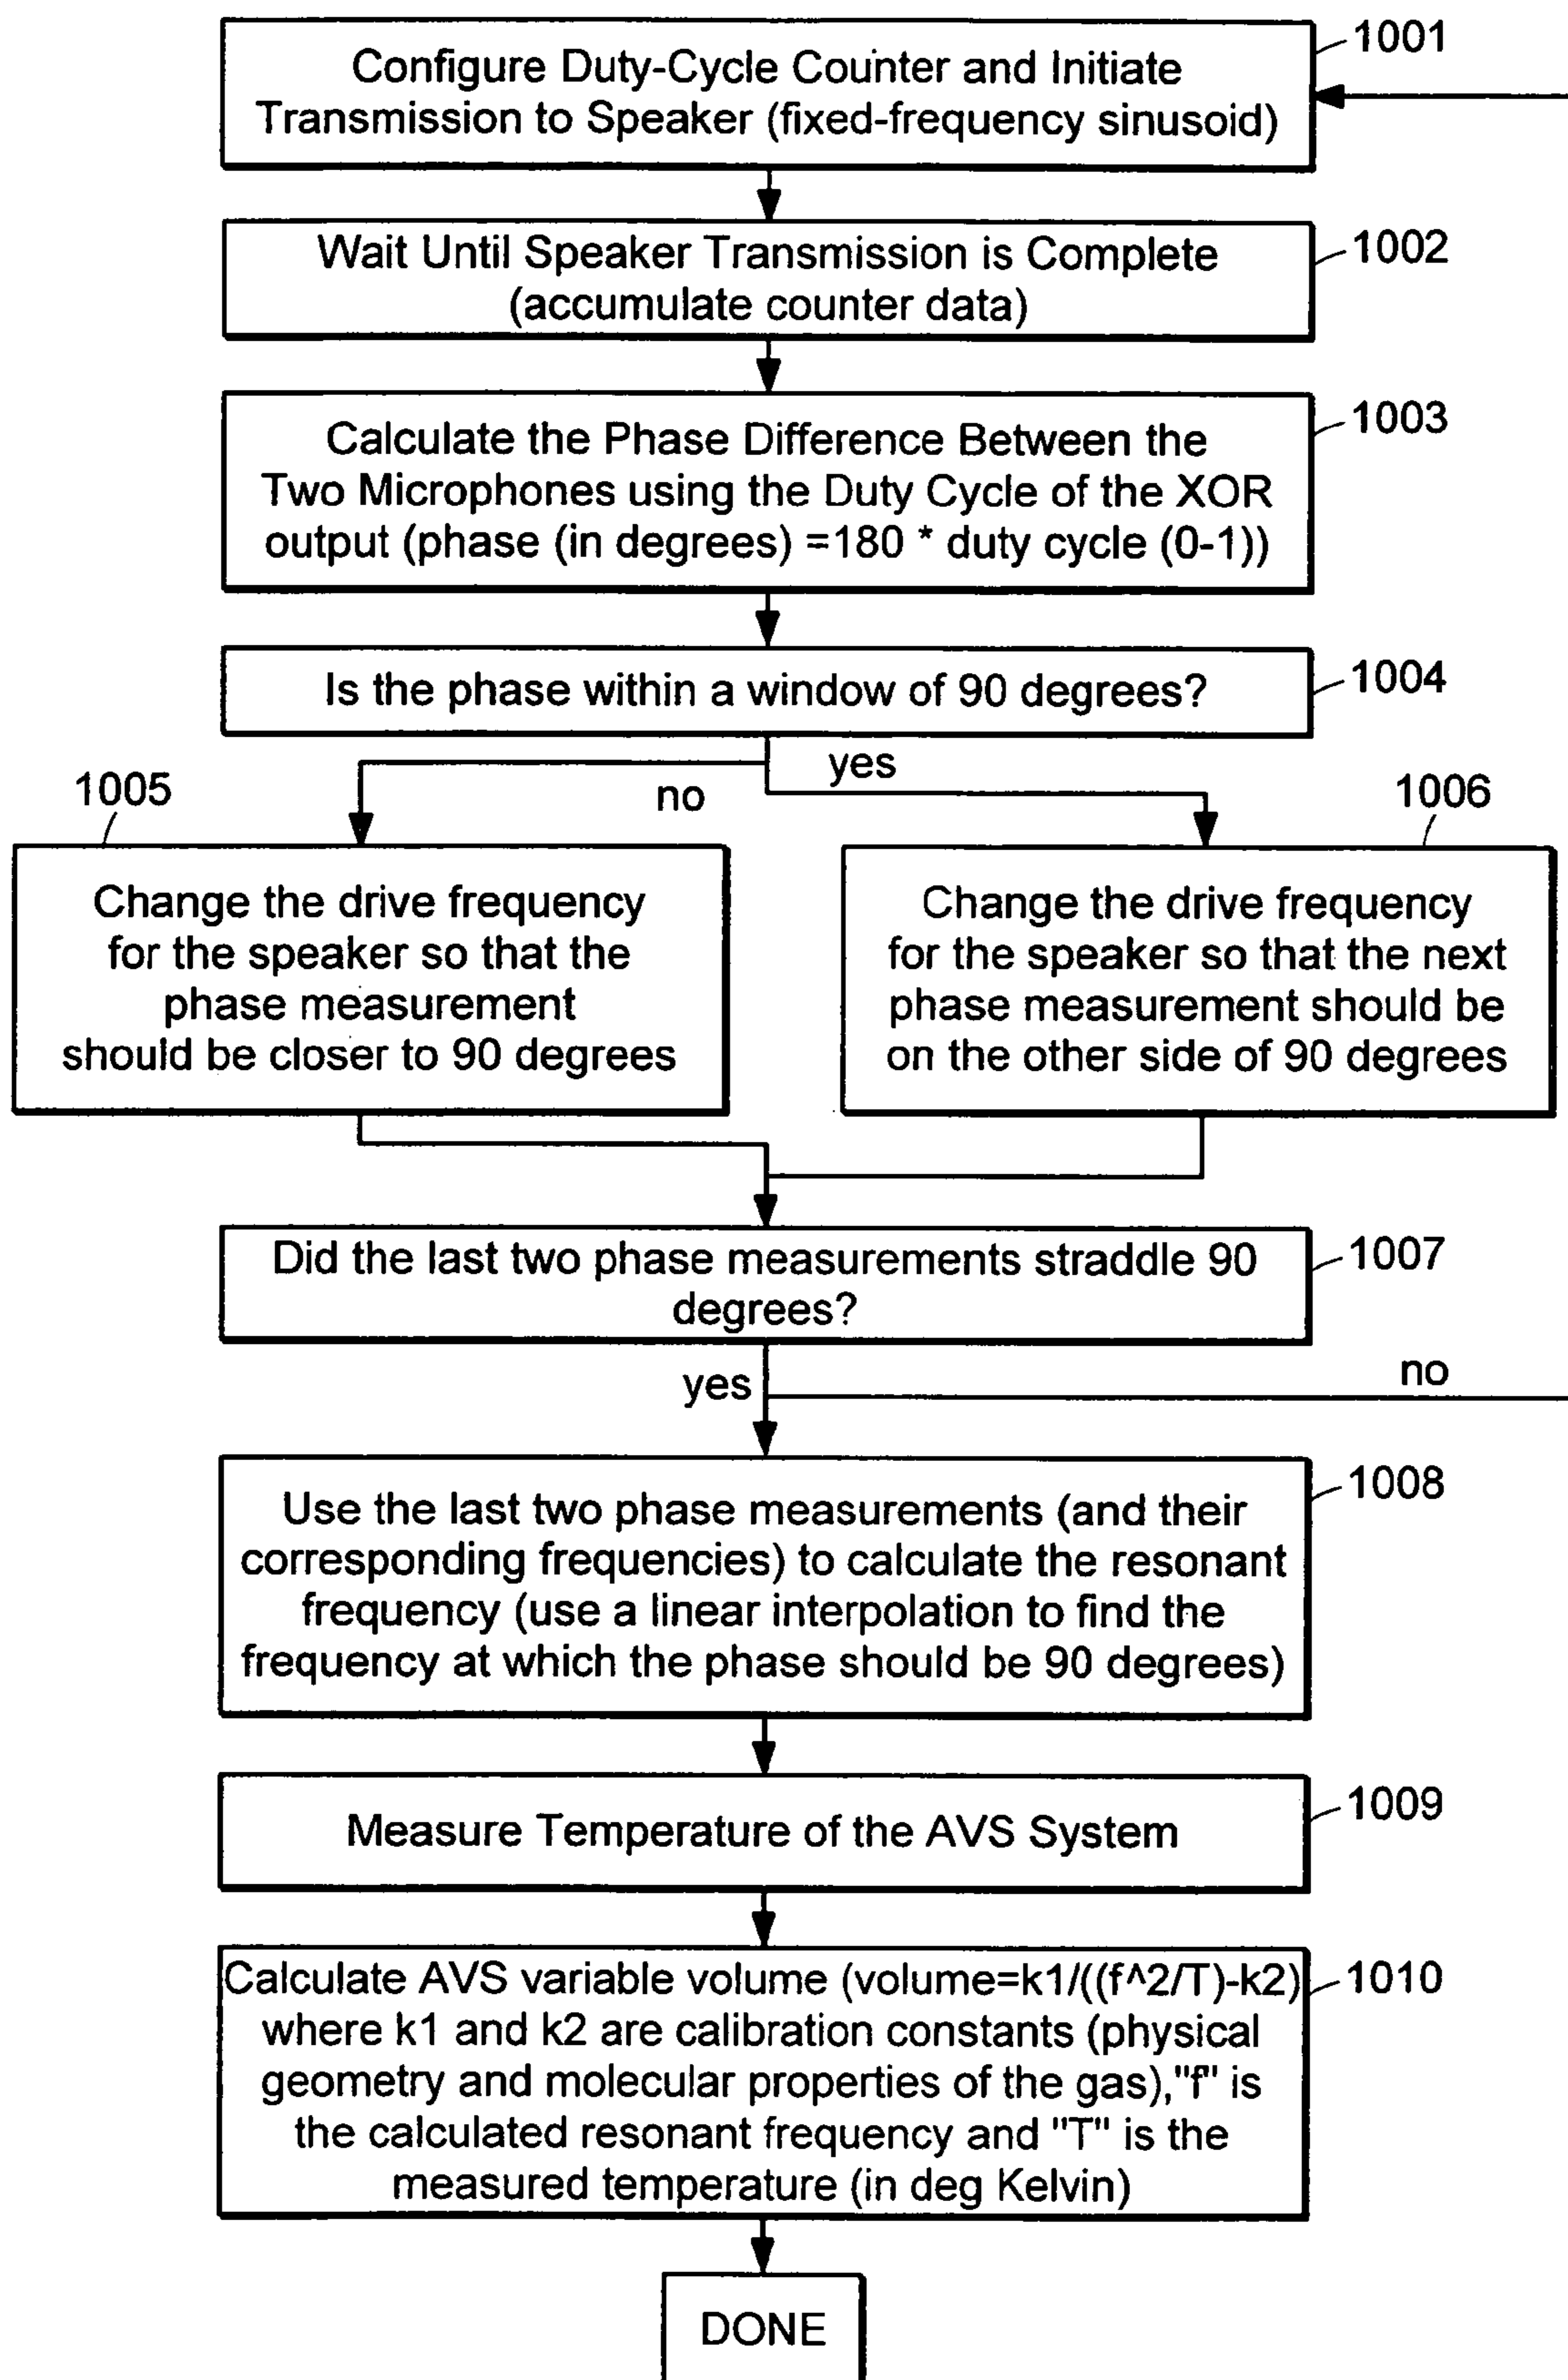 1001
Configure Duty-Cycle Counter and Initiate
Transmission to Speaker (fixed-frequency sinusoid)
1002
Wait Until Speaker Transmission is Complete
(accumulate counter data)
1003
Calculate the Phase Difference Between the
Two Microphones using the Duty Cycle of the XOR
output (phase (in degrees) =180 * duty cycle (0-1))
1004
Is the phase within a window of 90 degrees?
yes
no
1005
1006
Change the drive frequency
for the speaker so that the
phase measurement
should be closer to 90 degrees
Change the drive frequency
for the speaker so that the next
phase measurement should be
on the other side of 90 degrees
1007
Did the last two phase measurements straddle 90
degrees?
yes
no
1008
Use the last two phase measurements (and their
corresponding frequencies) to calculate the resonant
frequency (use a linear interpolation to find the
frequency at which the phase should be 90 degrees)
1009
Measure Temperature of the AVS System
1010
Calculate AVS variable volume (volume=k1/((f^2/T)-k2)
where k1 and k2 are calibration constants (physical
geometry and molecular properties of the gas),"f" is
the calculated resonant frequency and "T" is the
measured temperature (in deg Kelvin)
DONE